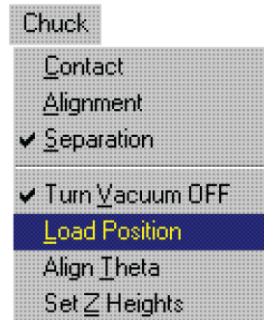 Chuck
Contact
Alignment
Separation
Turn Vacuum OFF
Load Position
Align Theta
Set Z Heights